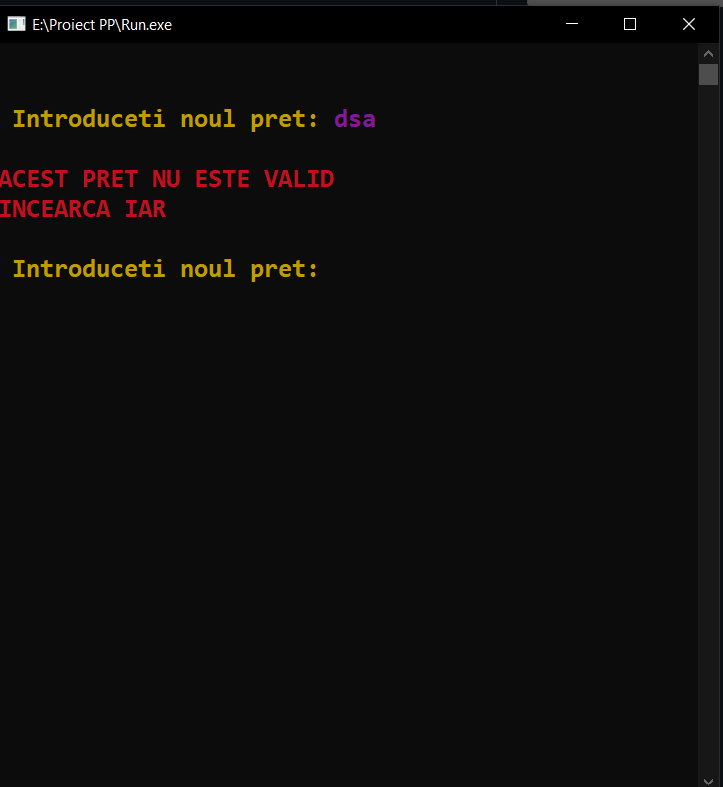 E:\Proiect PP\Run.exe
Introduceti noul pret: dsa
ACEST PRET NU ESTE VALID
INCEARCA IAR
Introduceti noul pret: